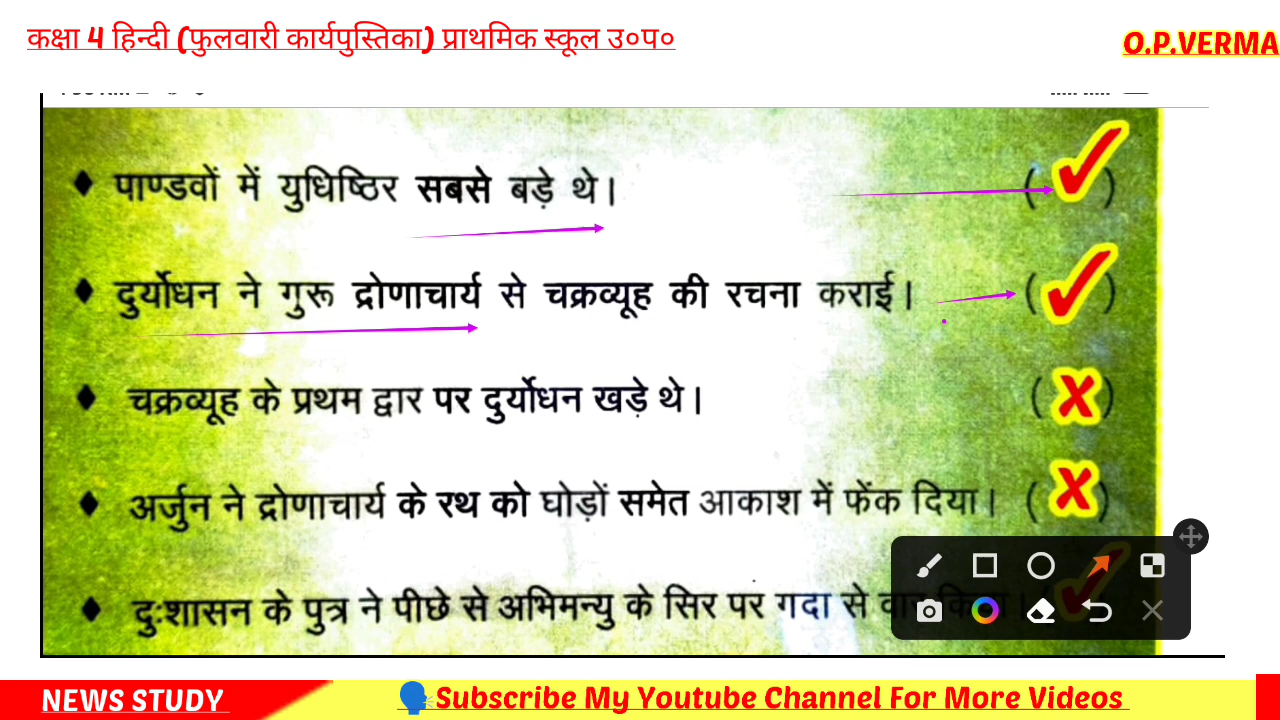 कक्षा 4 हिन्दी (फुलवारी कार्यपुस्तिका) प्राथमिक स्कूल उ०प०
O.P.VERMA
♦ पाण्डवों में युधिष्ठिर सबसे बड़े थे। (✓)
♦ दुर्योधन ने गुरू द्रोणाचार्य से चक्रव्यूह की रचना कराई। (✓)
♦ चक्रव्यूह के प्रथम द्वार पर दुर्योधन खड़े थे। (x)
♦ अर्जुन ने द्रोणाचार्य के रथ को घोड़ों समेत आकाश में फेंक दिया। (x)
♦ दुःशासन के पुत्र ने पीछे से अभिमन्यु के सिर पर गदा से वार किया। ✓
NEWS STUDY
Subscribe My Youtube Channel For More Videos